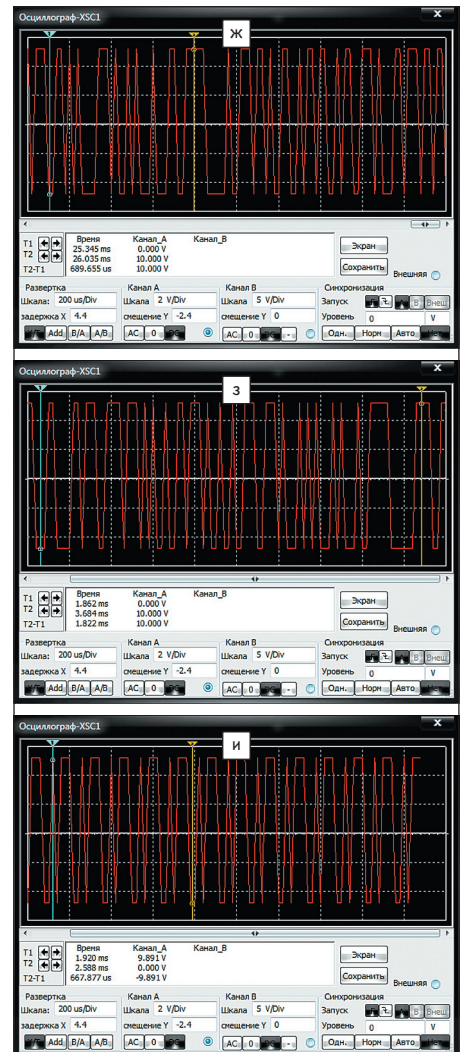 Осциллограф-XSC1
Ж
T1 Время Канал_A Канал_B
T2 25.345 ms 0.000 V
26.035 ms 10.000 V
T2-T1 689.655 us 10.000 V
Экран
Сохранить Внешняя
Развертка Канал A Канал B Синхронизация
Шкала: 200 us/Div Шкала 2 V/Div Шкала 5 V/Div Запуск A B Внеш
задержка X 4.4 смещение Y -2.4 смещение Y 0 Уровень 0 V
Add B/A A/B AC 0 DC AC 0 - Одн. Норм Авто Нет
Осциллограф-XSC1
З
T1 Время Канал_A Канал_B
T2 1.862 ms 0.000 V
3.684 ms 10.000 V
T2-T1 1.822 ms 10.000 V
Экран
Сохранить Внешняя
Развертка Канал A Канал B Синхронизация
Шкала: 200 us/Div Шкала 2 V/Div Шкала 5 V/Div Запуск A B Внеш
задержка X 4.4 смещение Y -2.4 смещение Y 0 Уровень 0 V
Add B/A A/B AC 0 DC AC 0 - Одн. Норм Авто Нет
Осциллограф-XSC1
И
T1 Время Канал_A Канал_B
T2 1.920 ms 9.891 V
2.588 ms 0.000 V
T2-T1 667.877 us -9.891 V
Экран
Сохранить Внешняя
Развертка Канал A Канал B Синхронизация
Шкала: 200 us/Div Шкала 2 V/Div Шкала 5 V/Div Запуск A B Внеш
задержка X 4.4 смещение Y -2.4 смещение Y 0 Уровень 0 V
Add B/A A/B AC 0 DC AC 0 - Одн. Норм Авто Нет